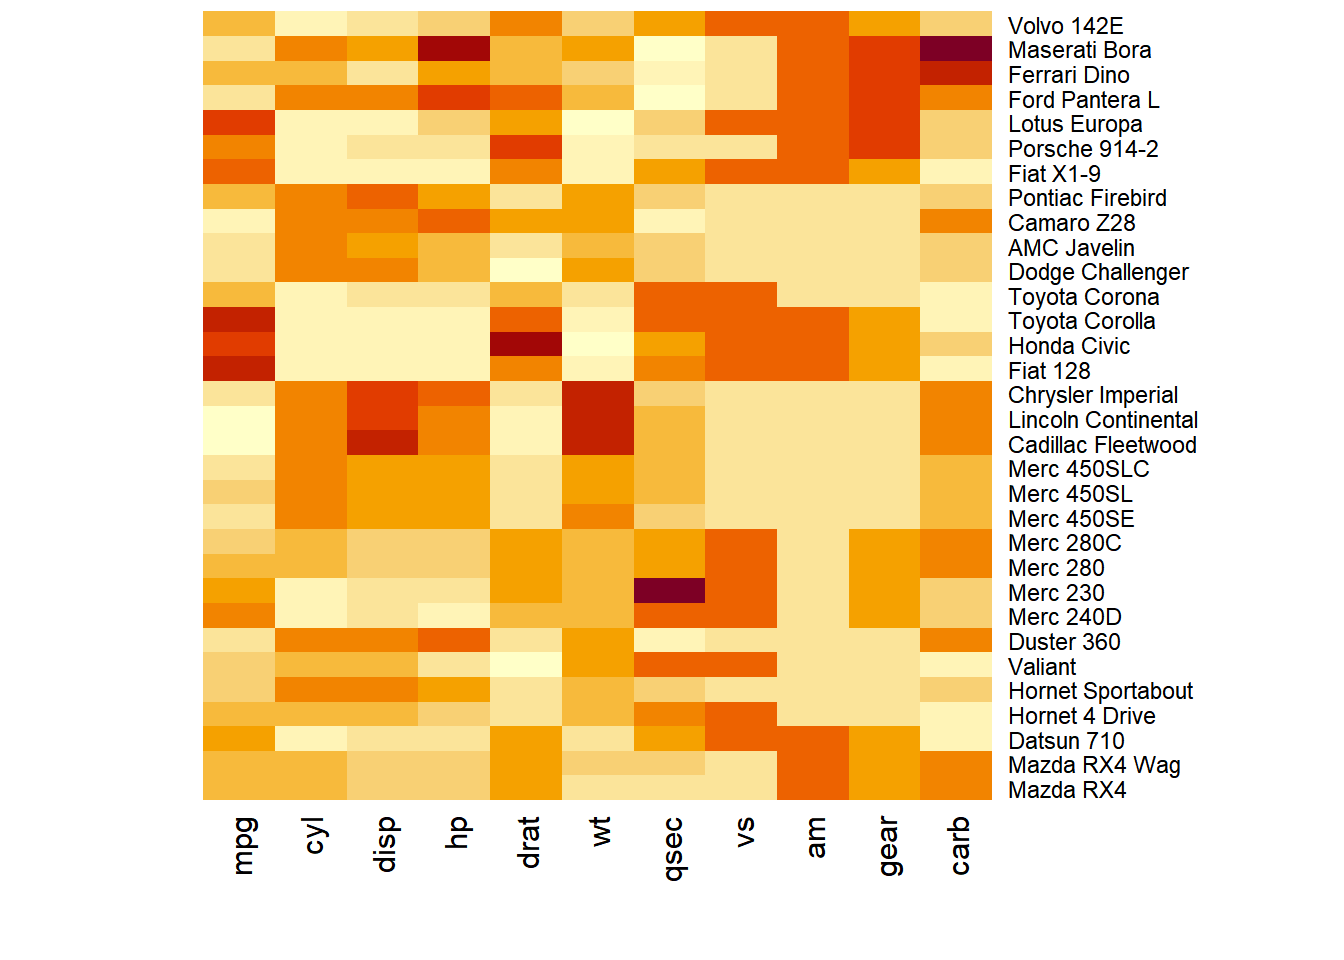 Volvo 142E
Maserati Bora
Ferrari Dino
Ford Pantera L
Lotus Europa
Porsche 914-2
Fiat X1-9
Pontiac Firebird
Camaro Z28
AMC Javelin
Dodge Challenger
Toyota Corona
Toyota Corolla
Honda Civic
Fiat 128
Chrysler Imperial
Lincoln Continental
Cadillac Fleetwood
Merc 450SLC
Merc 450SL
Merc 450SE
Merc 280C
Merc 280
Merc 230
Merc 240D
Duster 360
Valiant
Hornet Sportabout
Hornet 4 Drive
Datsun 710
Mazda RX4 Wag
Mazda RX4
mpg
cyl
disp
hp
drat
wt
qsec
vs
am
gear
carb